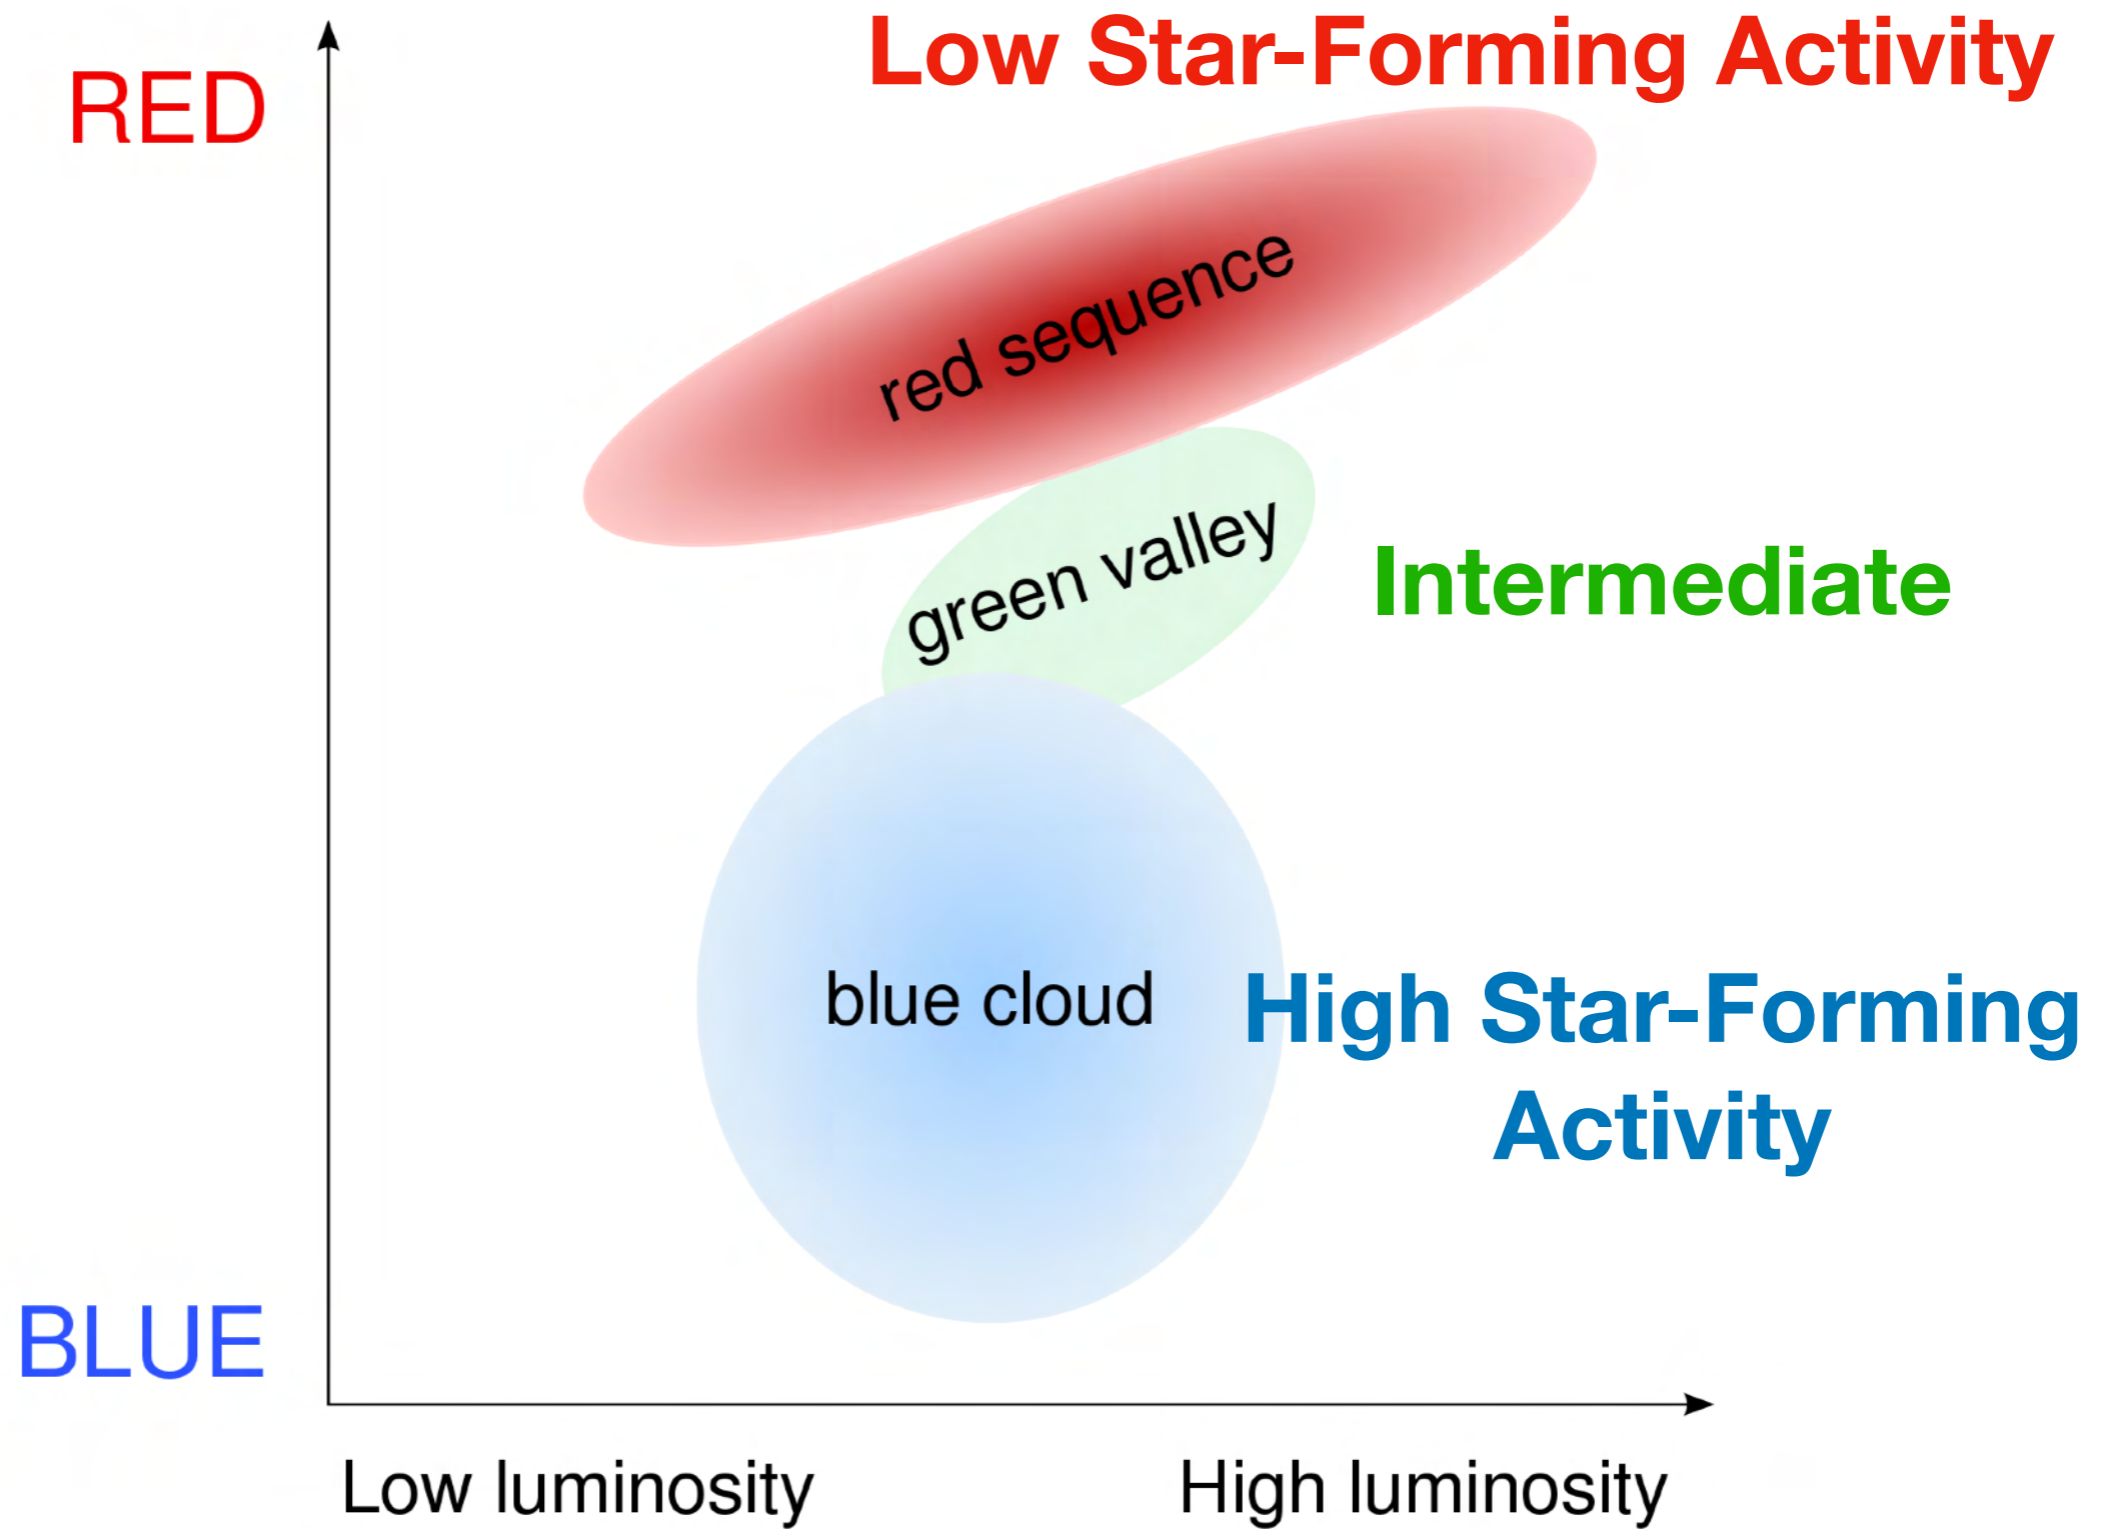 Low Star-Forming Activity
RED
red sequence
green valley
Intermediate
blue cloud
High Star-Forming
Activity
BLUE
Low luminosity
High luminosity